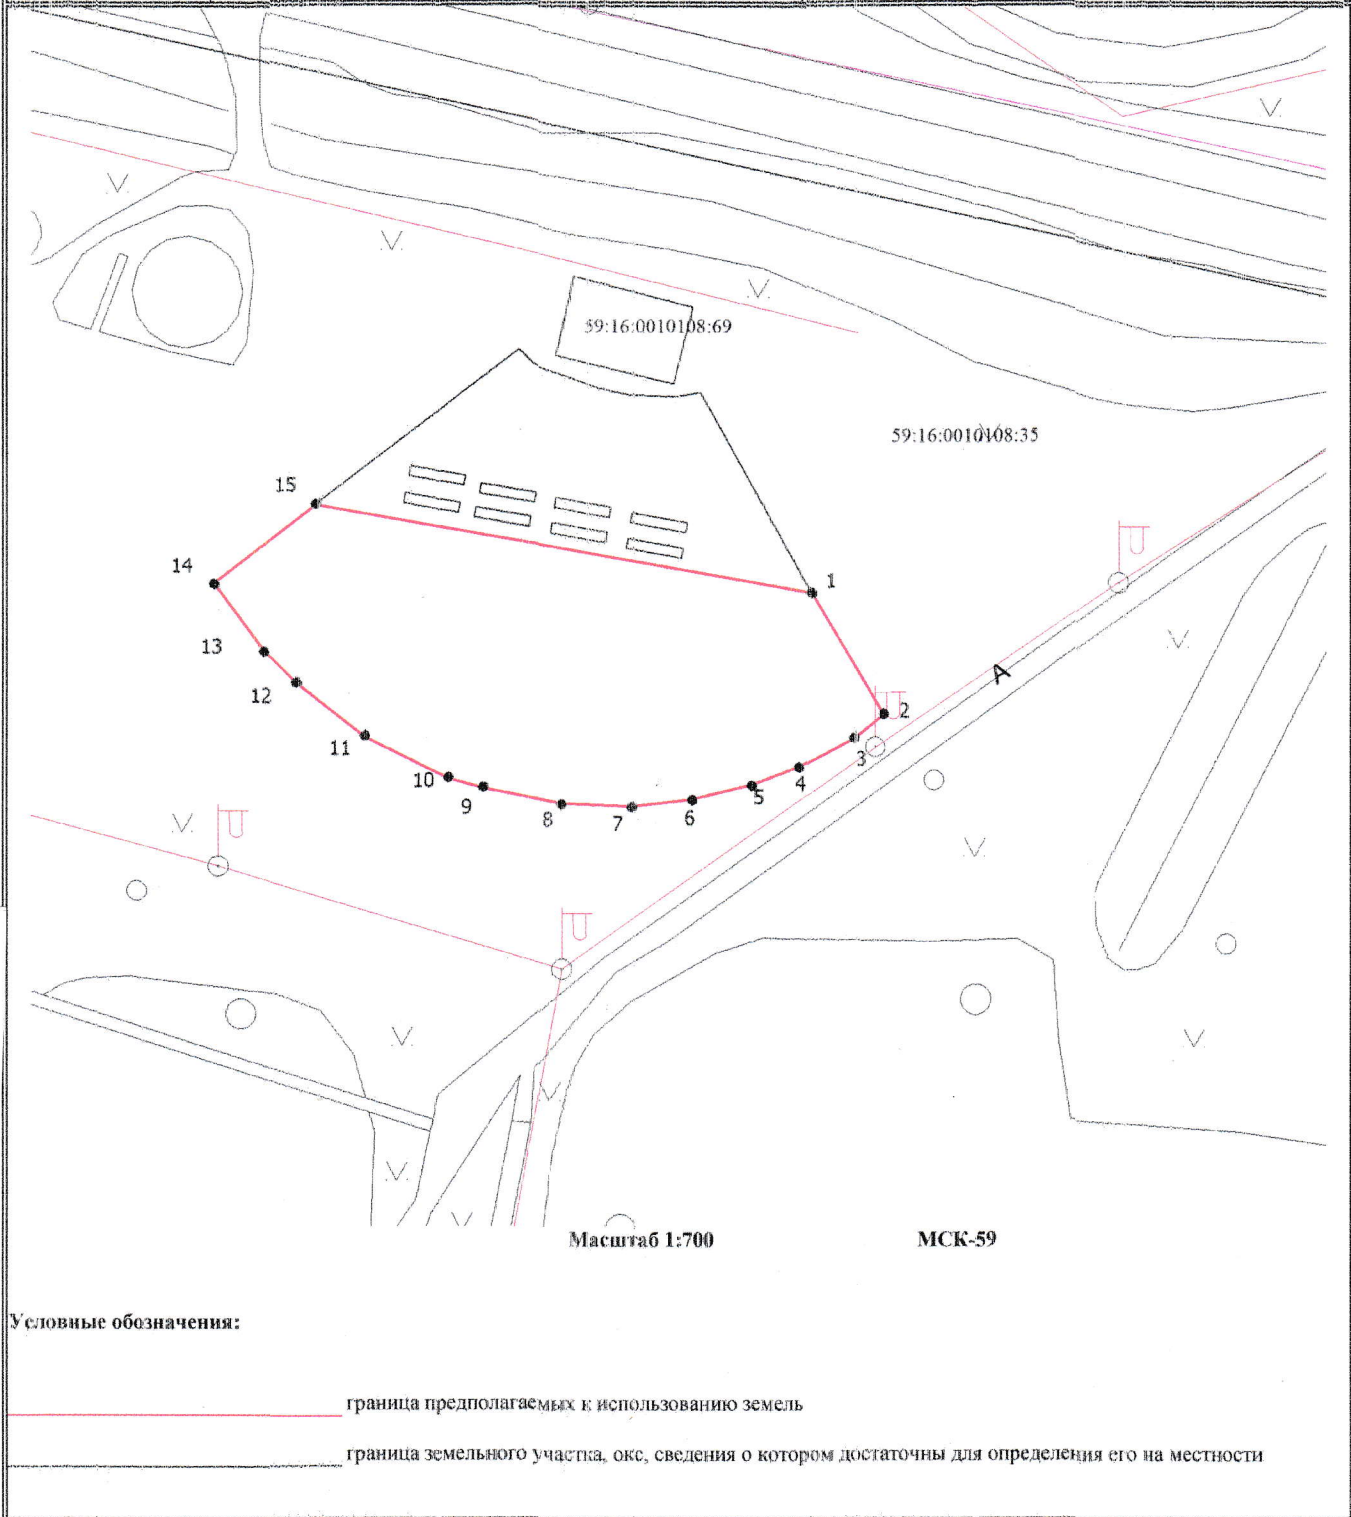 59:16:0010108:69
59:16:0010108:35
15
14
1
13
12
2
А
11
3
10
4
9
5
8
7
6
Масштаб 1:700
МСК-59
Условные обозначения:
граница предполагаемых к использованию земель
граница земельного участка, окс, сведения о котором достаточны для определения его на местности